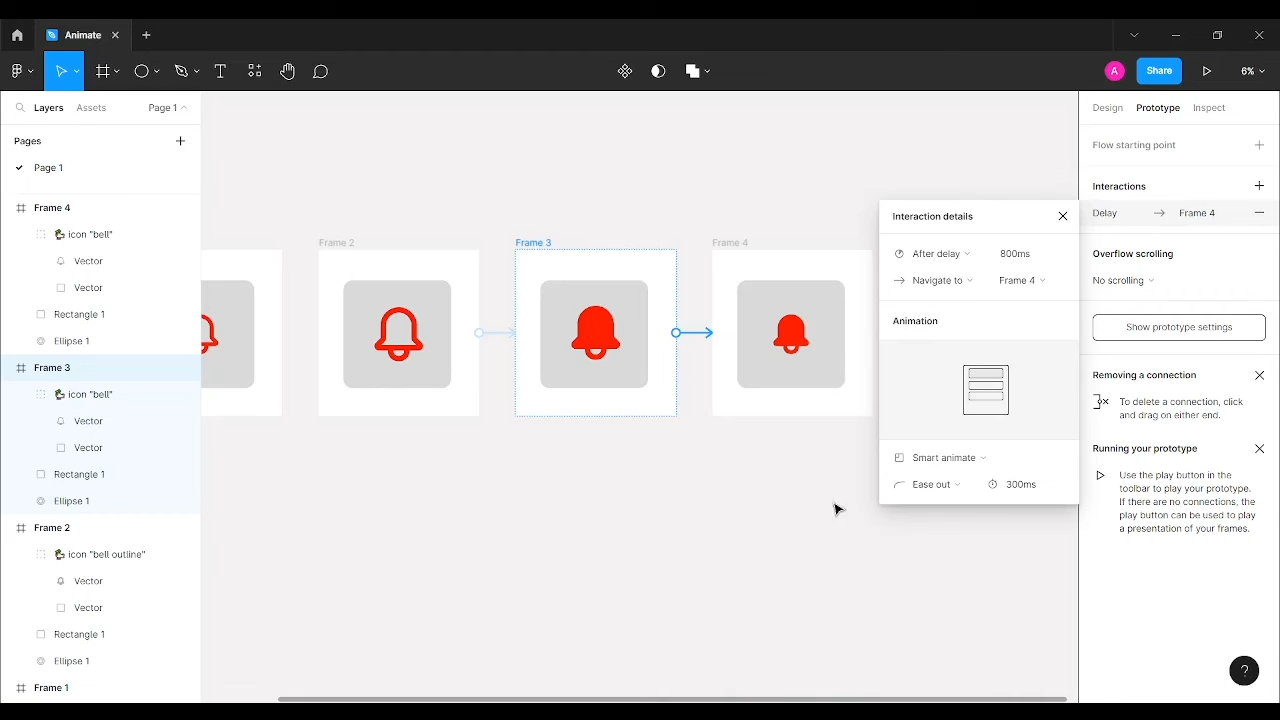 Animate
A
Share
6%
Layers
Assets
Page 1
Pages
Page 1
Frame 4
icon "bell"
Vector
Vector
Rectangle 1
Ellipse 1
Frame 3
icon "bell"
Vector
Vector
Rectangle 1
Ellipse 1
Frame 2
icon "bell outline"
Vector
Vector
Rectangle 1
Ellipse 1
Frame 1
Frame 2
Frame 3
Frame 4
Interaction details
After delay
800ms
Navigate to
Frame 4
Animation
Smart animate
Ease out
300ms
Design
Prototype
Inspect
Flow starting point
Interactions
Delay
Frame 4
Overflow scrolling
No scrolling
Show prototype settings
Removing a connection
To delete a connection, click
and drag on either end.
Running your prototype
Use the play button in the
toolbar to play your prototype.
If there are no connections, the
play button can be used to play
a presentation of your frames.
?